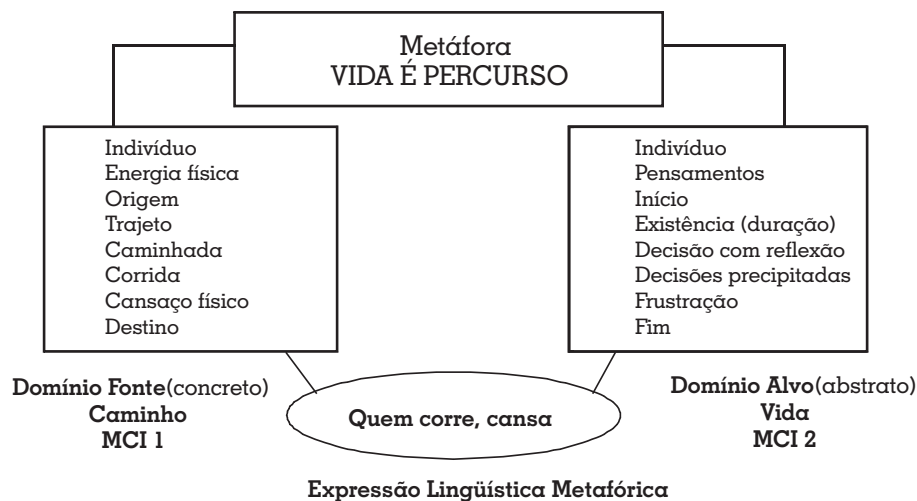 Metáfora
VIDA É PERCURSO
Indivíduo
Energia física
Origem
Trajeto
Caminhada
Corrida
Cansaço físico
Destino
Indivíduo
Pensamentos
Início
Existência (duração)
Decisão com reflexão
Decisões precipitadas
Frustração
Fim
Domínio Fonte(concreto)
Caminho
MCI 1
Quem corre, cansa
Domínio Alvo(abstrato)
Vida
MCI 2
Expressão Lingüística Metafórica